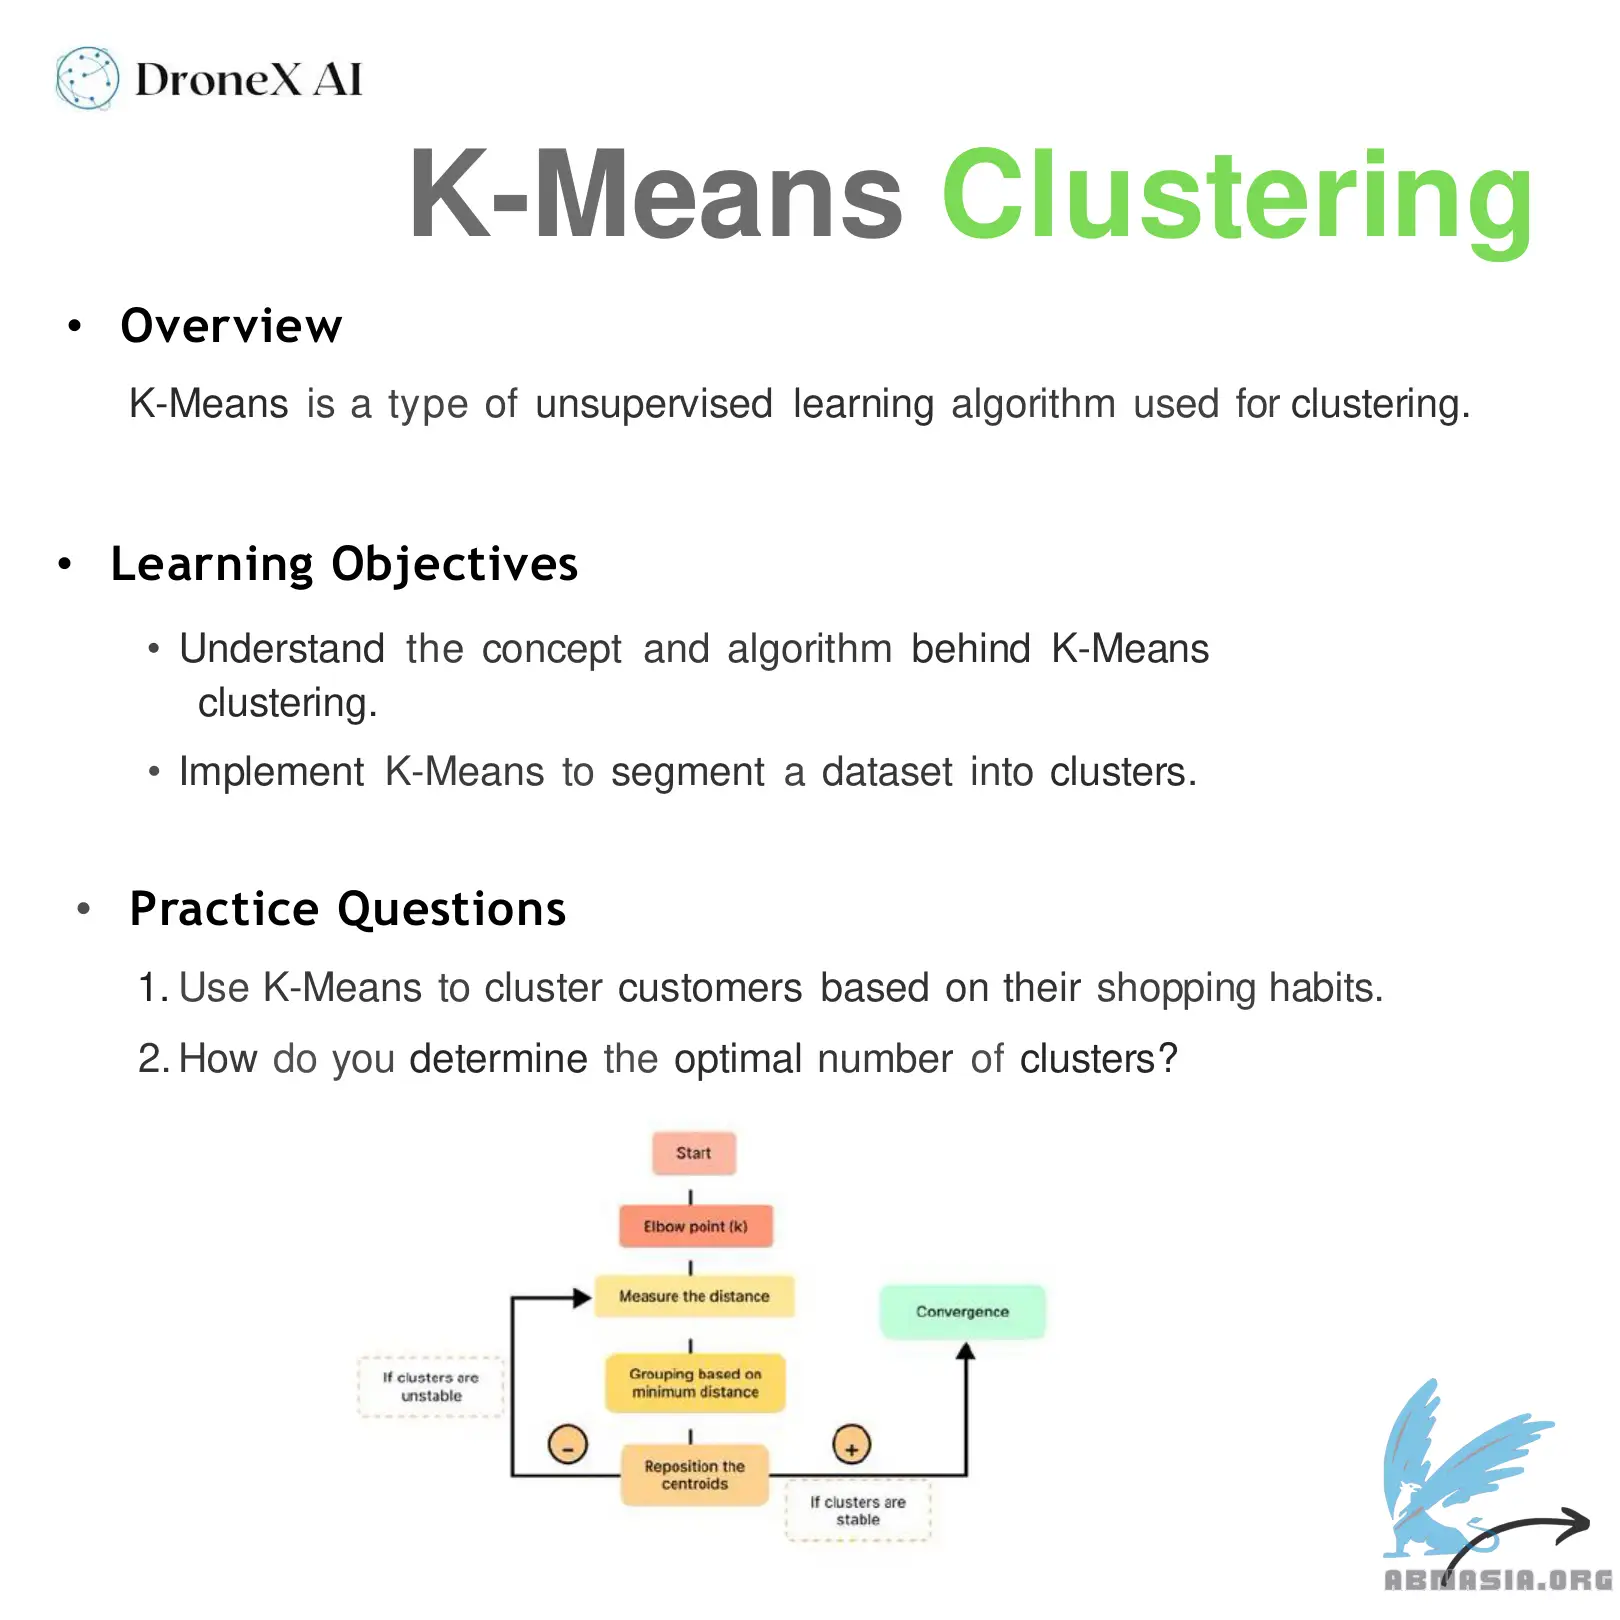 DroneX AI
K-Means Clustering
• Overview
K-Means is a type of unsupervised learning algorithm used for clustering.
• Learning Objectives
• Understand the concept and algorithm behind K-Means
clustering.
• Implement K-Means to segment a dataset into clusters.
• Practice Questions
1. Use K-Means to cluster customers based on their shopping habits.
2. How do you determine the optimal number of clusters?
Start
Elbow point (k)
Measure the distance
Convergence
If clusters are
unstable
Grouping based on
minimum distance
-
+
Reposition the
centroids
If clusters are
stable
ABNASIA.ORG